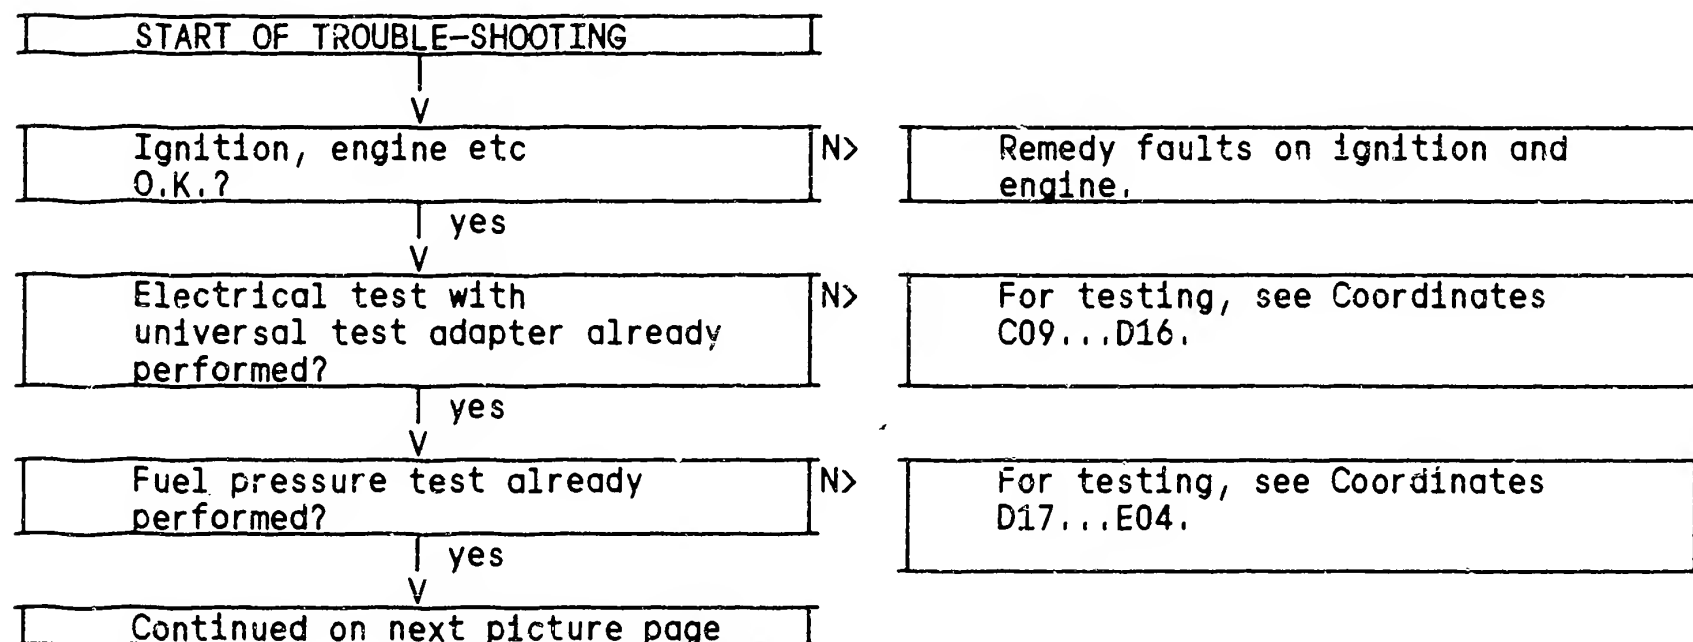 START OF TROUBLE-SHOOTING
V
Ignition, engine etc
O.K.?
N>
Remedy faults on ignition and
engine.
yes
V
Electrical test with
universal test adapter already
performed?
N>
For testing, see Coordinates
C09...D16.
yes
V
Fuel pressure test already
performed?
N>
For testing, see Coordinates
D17...E04.
yes
V
Continued on next picture page